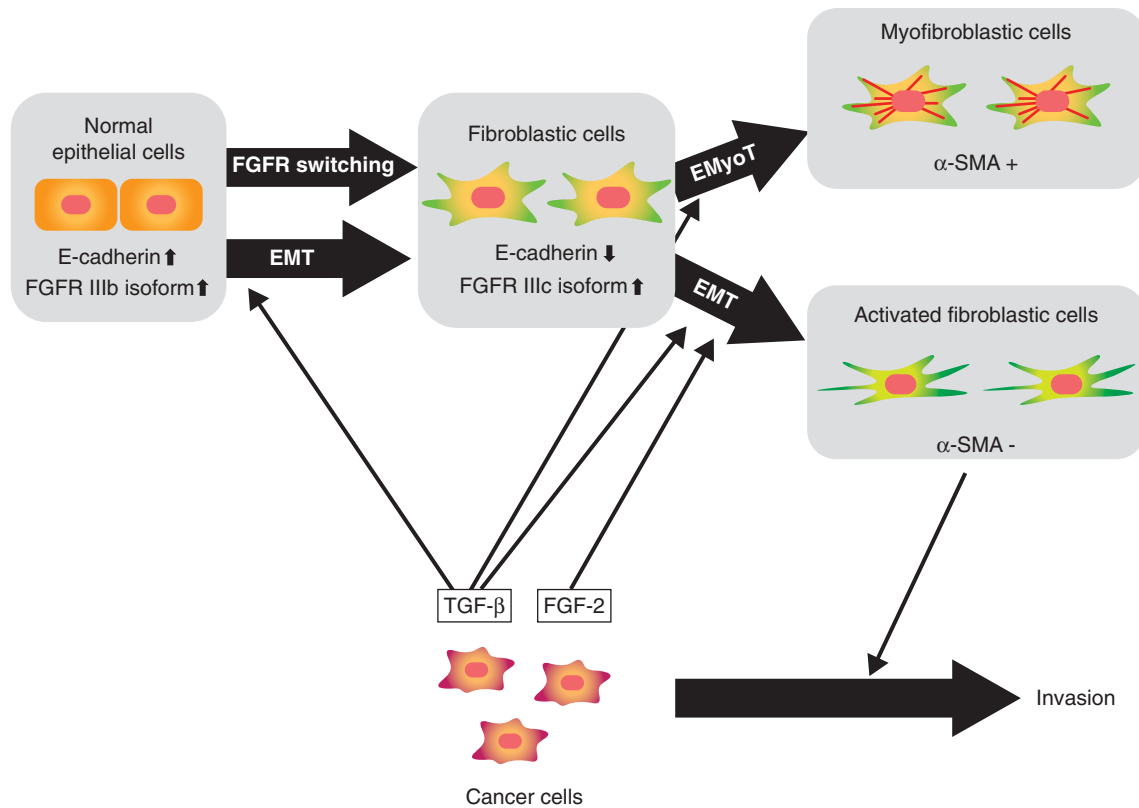 Normal
epithelial cells
E-cadherin ⬆
FGFR IIIb isoform ⬆
FGFR switching
EMT
Fibroblastic cells
E-cadherin ⬇
FGFR IIIc isoform ⬆
EMyoT
EMT
Myofibroblastic cells
α-SMA +
Activated fibroblastic cells
α-SMA -
TGF-β
FGF-2
Cancer cells
Invasion